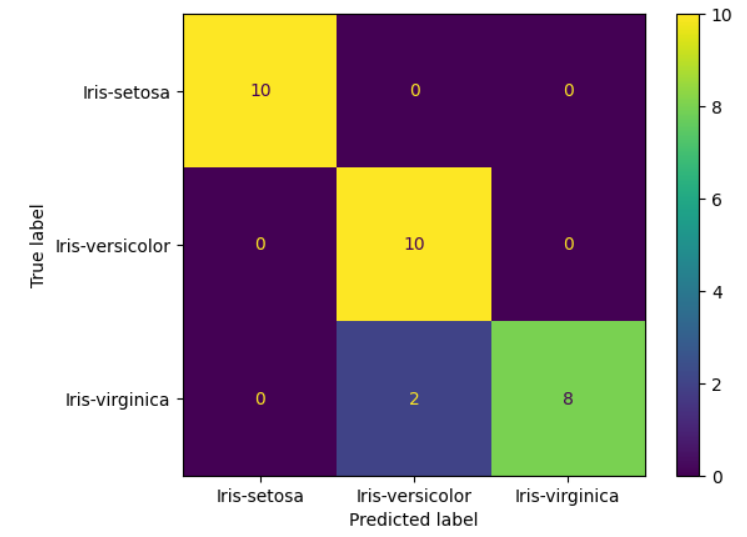 10
Iris-setosa 10 0 0
8
6
True label
Iris-versicolor 0 10 0
4
2
Iris-virginica 0 2 8
0
Iris-setosa Iris-versicolor Iris-virginica
Predicted label